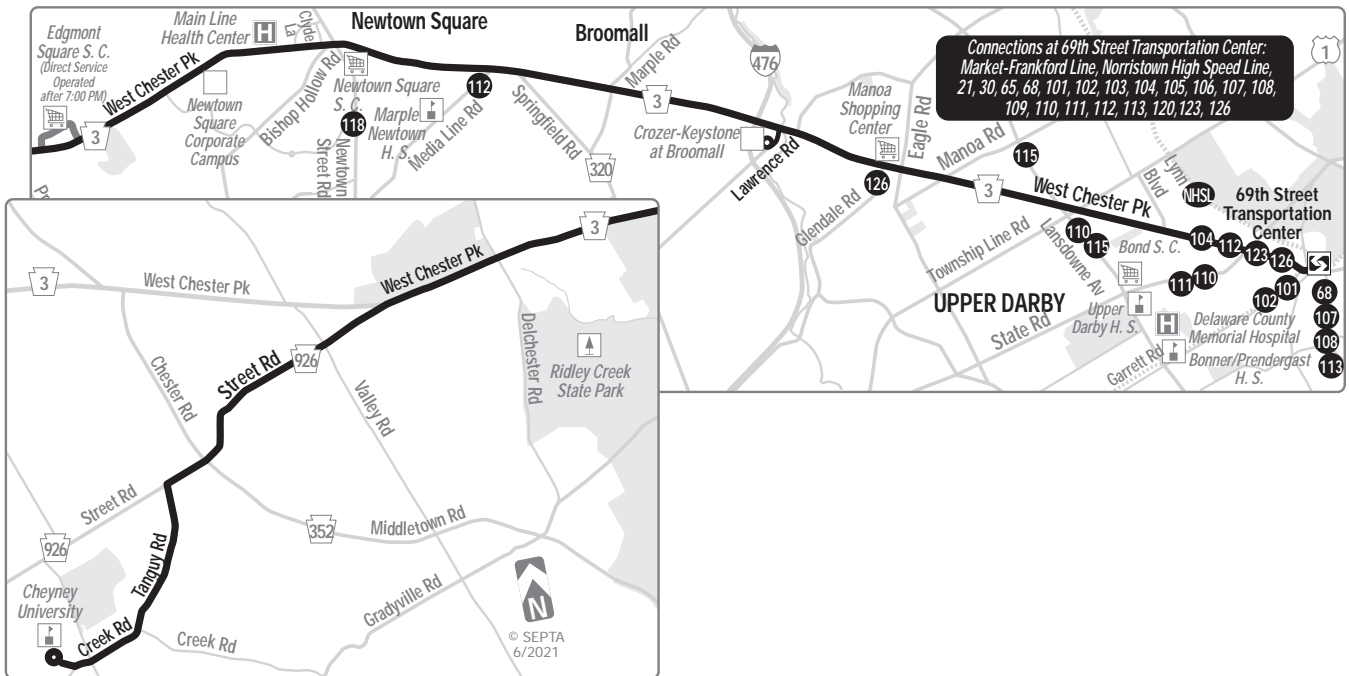 Edgmont
Square S. C.
(Direct Service
Operated
after 7:00 PM)
Main Line
Health Center
H
Clyde
La
Newtown Square
Broomall
Marple Rd
476
Connections at 69th Street Transportation Center:
Market-Frankford Line, Norristown High Speed Line,
21, 30, 65, 68, 101, 102, 103, 104, 105, 106, 107, 108,
109, 110, 111, 112, 113, 120,123, 126
1
West Chester Pk
3
Newtown
Square
Corporate
Campus
Bishop Hollow Rd
Newtown Square
S. C.
118
Newtown
Street Rd
Marple
Newtown
H. S.
112
Media Line Rd
Springfield Rd
320
3
Crozer-Keystone
at Broomall
Lawrence Rd
Manoa
Shopping
Center
Eagle Rd
Manoa Rd
126
Glendale Rd
115
3
West Chester Pk
Township Line Rd
Lansdowne Av
110
115
Lynn
Blvd
NHSL
69th Street
Transportation
Center
Bond S. C.
104
112
123
126
111
110
102
101
68
107
108
113
UPPER DARBY
State Rd
Upper
Darby H. S.
H
Delaware County
Memorial Hospital
Garrett Rd
Bonner/Prendergast
H. S.
3
West Chester Pk
West Chester Pk
3
Chester Rd
Street Rd
926
Valley Rd
Delchester Rd
Ridley Creek
State Park
Street Rd
926
Tanguy Rd
352
Middletown Rd
Cheyney
University
Creek Rd
Creek Rd
Gradyville Rd
N
© SEPTA
6/2021